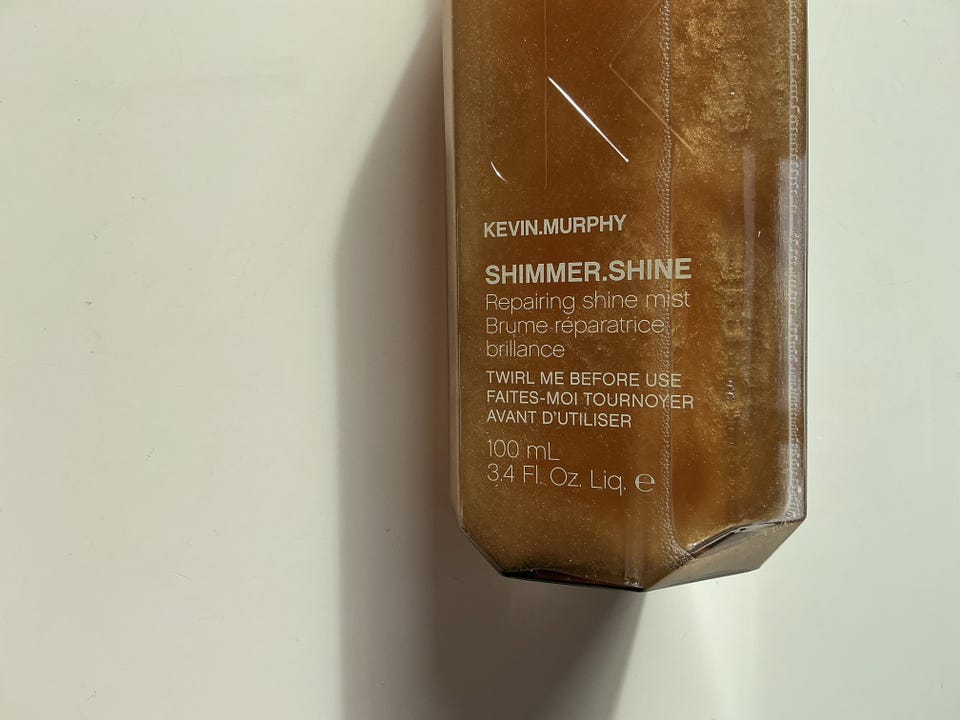 KEVIN.MURPHY
SHIMMER.SHINE
Repairing shine mist
Brume réparatrice
brillance
TWIRL ME BEFORE USE
FAITES-MOI TOURNOYER
AVANT D'UTILISER
100 mL
3.4 Fl. Oz. Liq. ℮